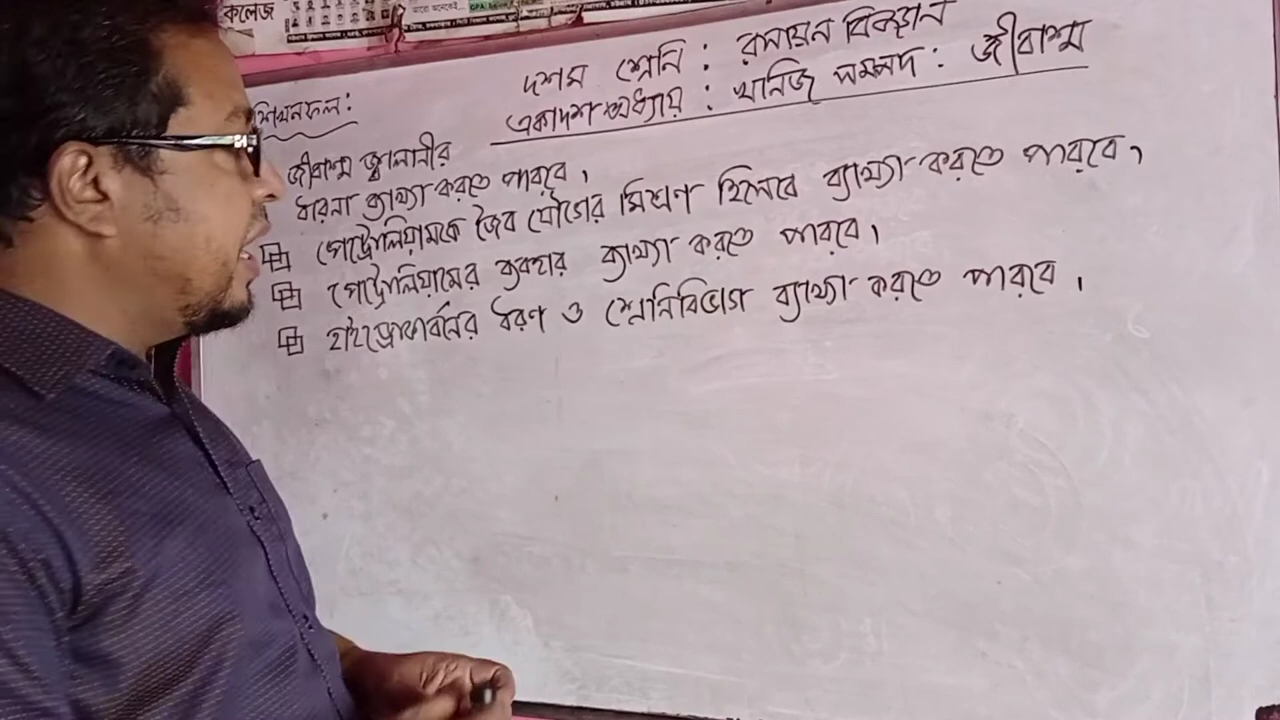 কলেজ
দশম শ্রেনি : রসায়ন বিজ্ঞান
একাদশ অধ্যায় : খনিজ সম্পদ : জীবাশ্ম
শিখনফল :
জীবাশ্ম জ্বালানীর
ধারনা ব্যাখ্যা করতে পারবে।
পেট্রোলিয়ামকে জৈব যৌগের মিশ্রণ হিসেবে ব্যাখ্যা করতে পারবে।
পেট্রোলিয়ামের ব্যবহার ব্যাখ্যা করতে পারবে।
হাইড্রোকার্বনের ধরণ ও শ্রেনিবিভাগ ব্যাখ্যা করতে পারবে।